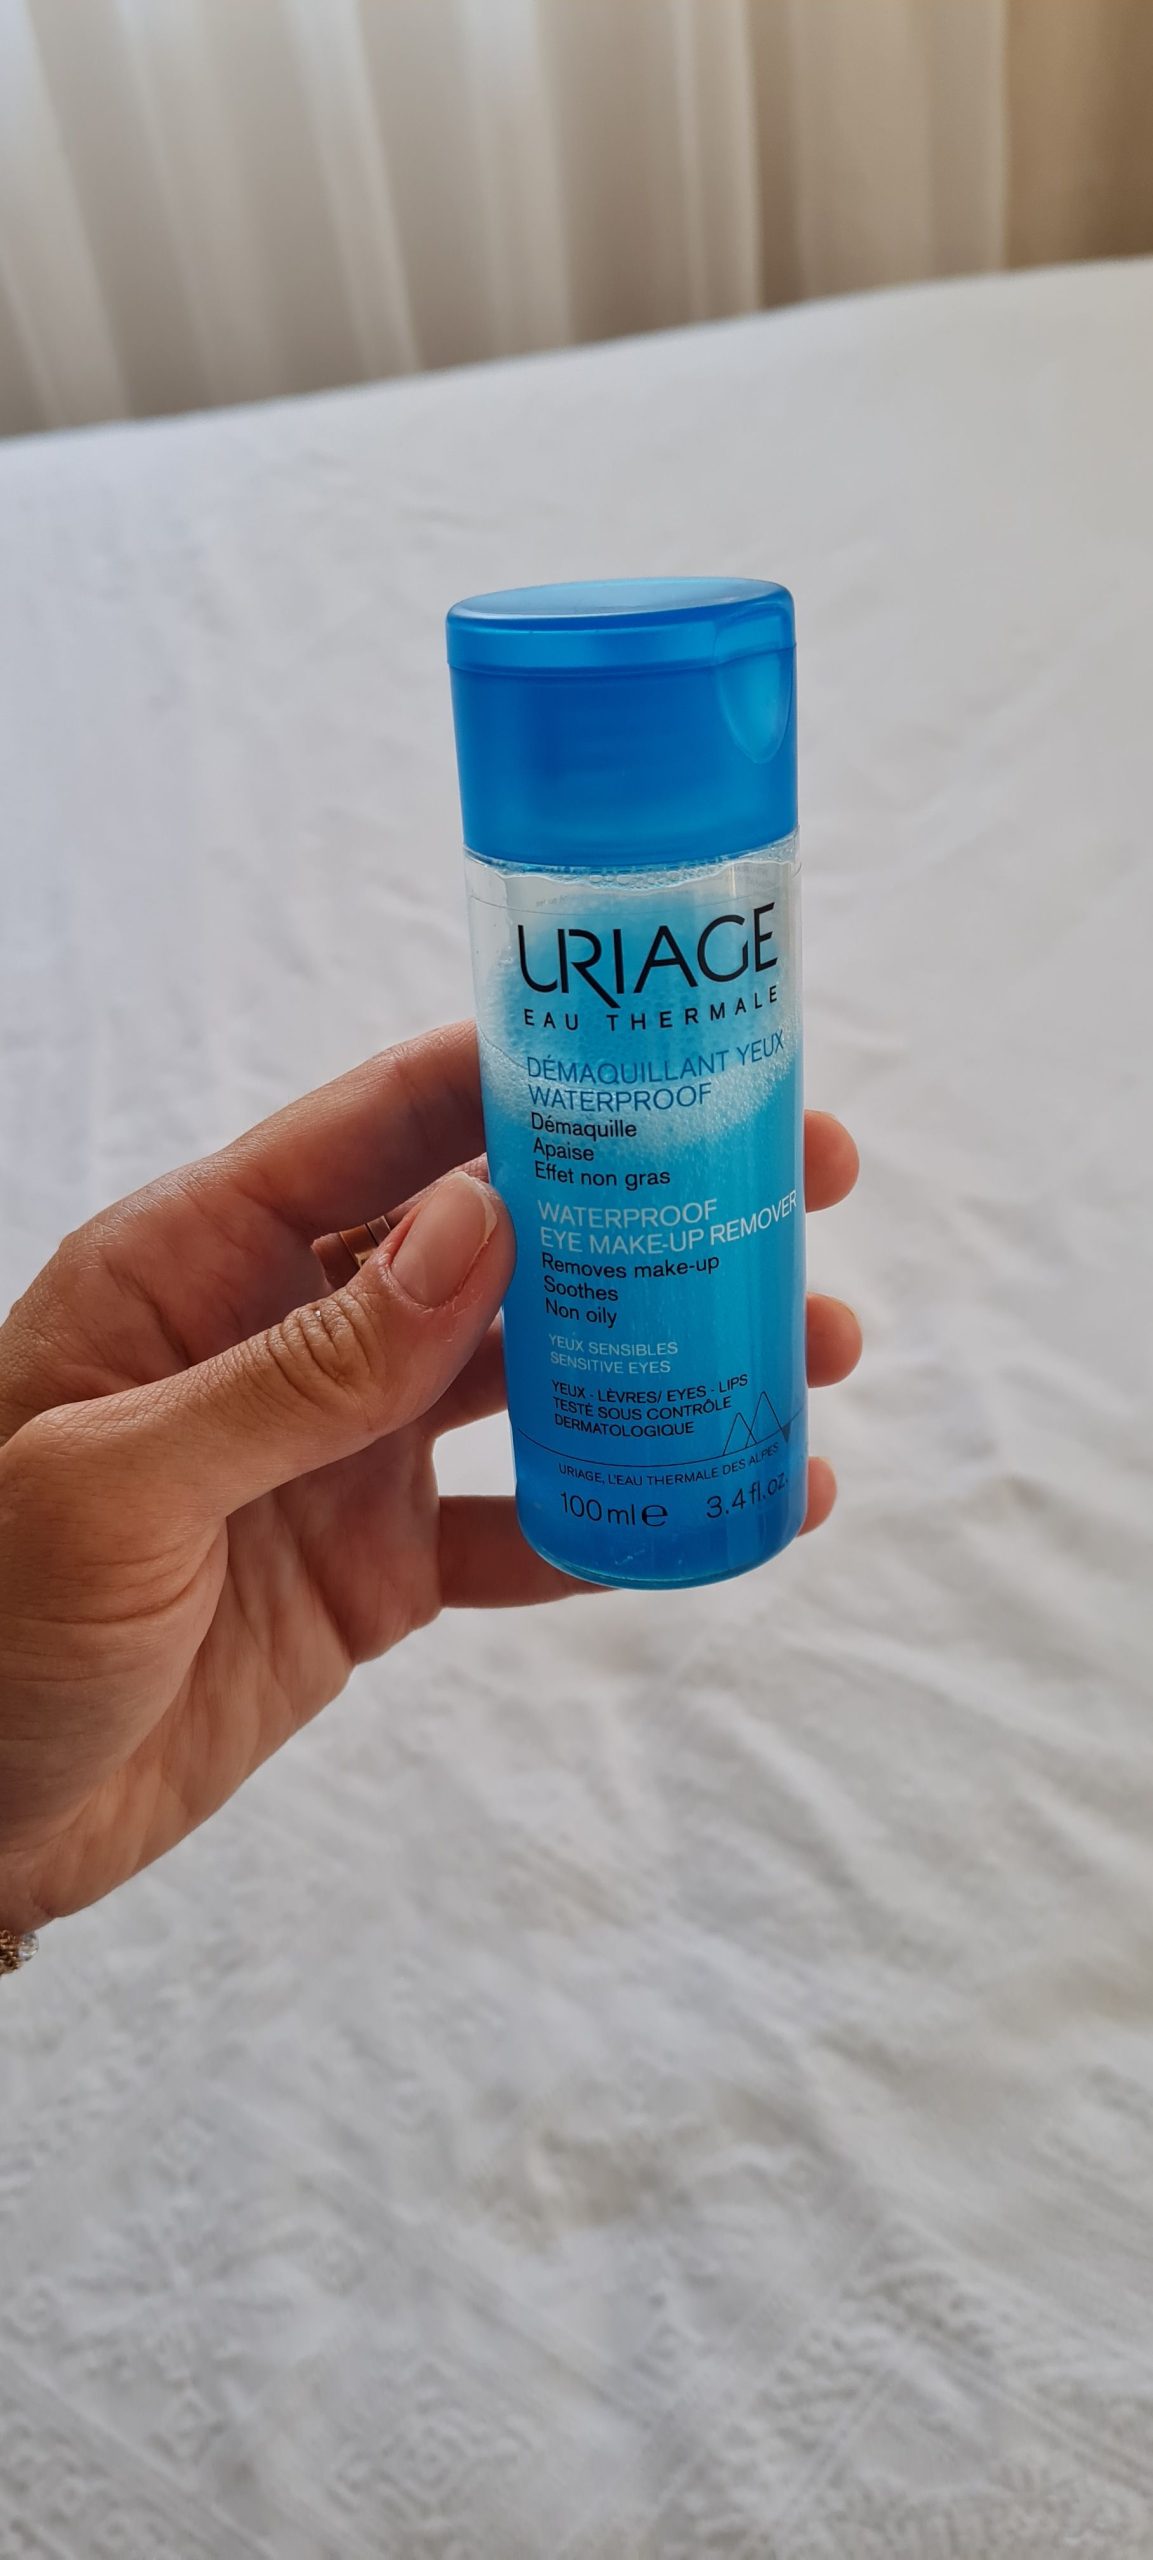 URIAGE
EAU THERMALE
DÉMAQUILLANT YEUX
WATERPROOF
Démaquille
Apaise
Effet non gras
WATERPROOF
EYE MAKE-UP REMOVER
Removes make-up
Soothes
Non oily
YEUX SENSIBLES
SENSITIVE EYES
YEUX - LÈVRES/ EYES - LIPS
TESTÉ SOUS CONTRÔLE
DERMATOLOGIQUE
URIAGE, L'EAU THERMALE DES ALPES
100 ml e 3.4 fl.oz.